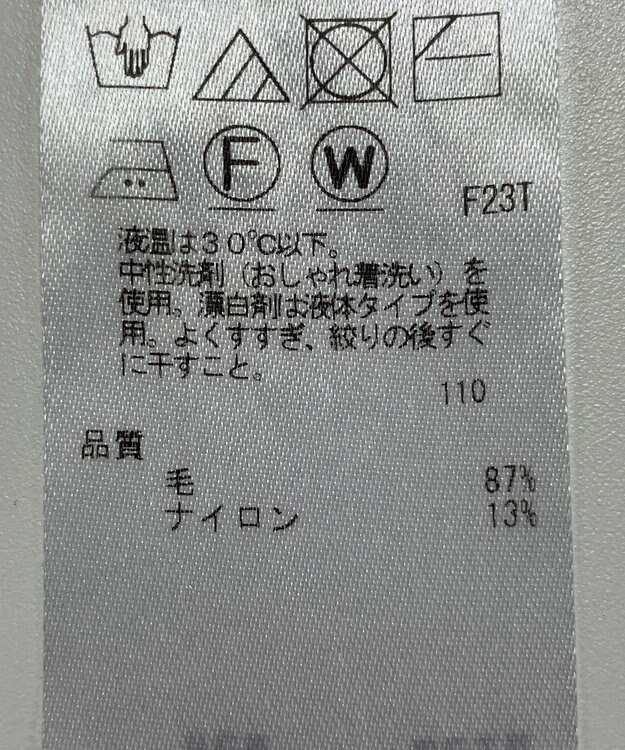 F
W
F23T
液温は30℃以下。
中性洗剤（おしゃれ着洗い）を
使用。漂白剤は液体タイプを使
用。よくすすぎ、絞りの後すぐ
に干すこと。
110
品質
毛 87%
ナイロン 13%